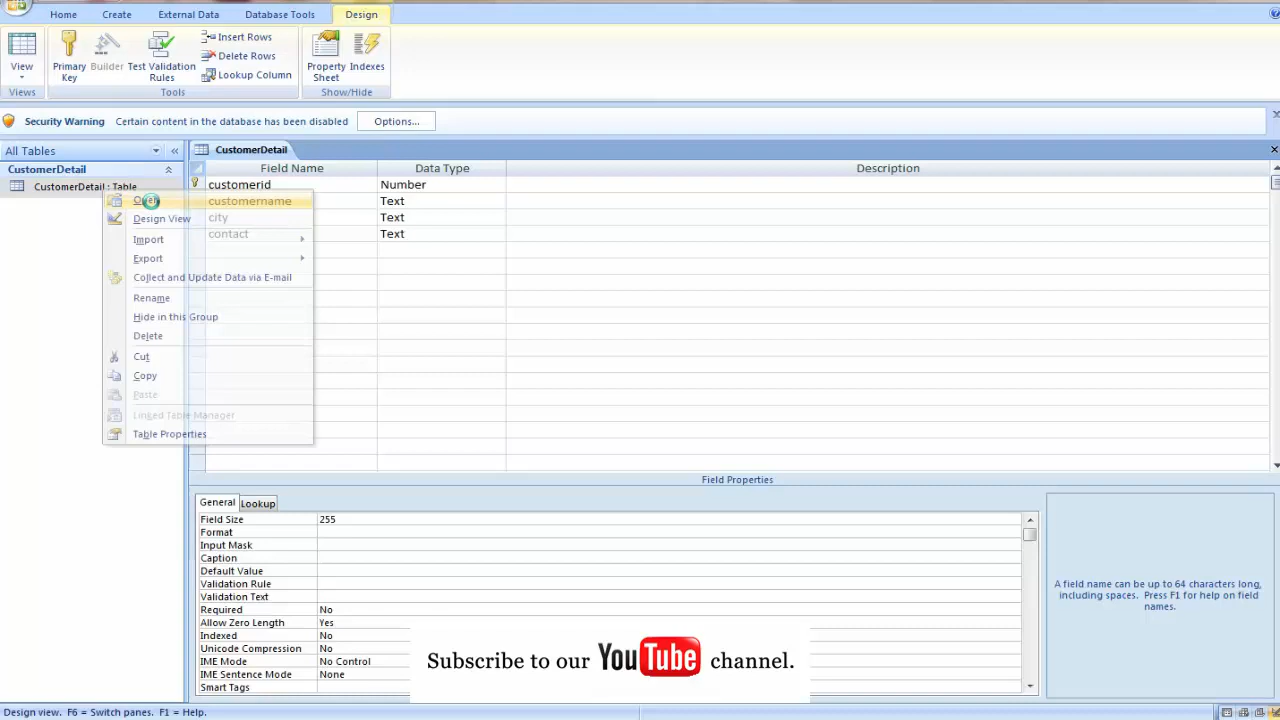 Home Create External Data Database Tools Design
View Primary Key Builder Test Validation Rules Insert Rows Delete Rows Lookup Column Property Sheet Indexes
Views Tools Show/Hide
Security Warning Certain content in the database has been disabled Options...
All Tables CustomerDetail
CustomerDetail Field Name Data Type Description
CustomerDetail : Table customerid Number
Open customername Text
Design View city Text
Import contact Text
Export
Collect and Update Data via E-mail
Rename
Hide in this Group
Delete
Cut
Copy
Paste
Linked Table Manager
Table Properties
Field Properties
General Lookup
Field Size 255
Format
Input Mask
Caption
Default Value
Validation Rule
Validation Text
Required No
Allow Zero Length Yes
Indexed No
Unicode Compression No
IME Mode No Control
IME Sentence Mode None
Smart Tags
A field name can be up to 64 characters long,
including spaces. Press F1 for help on field
names.
Subscribe to our YouTube channel.
Design view. F6 = Switch panes. F1 = Help.